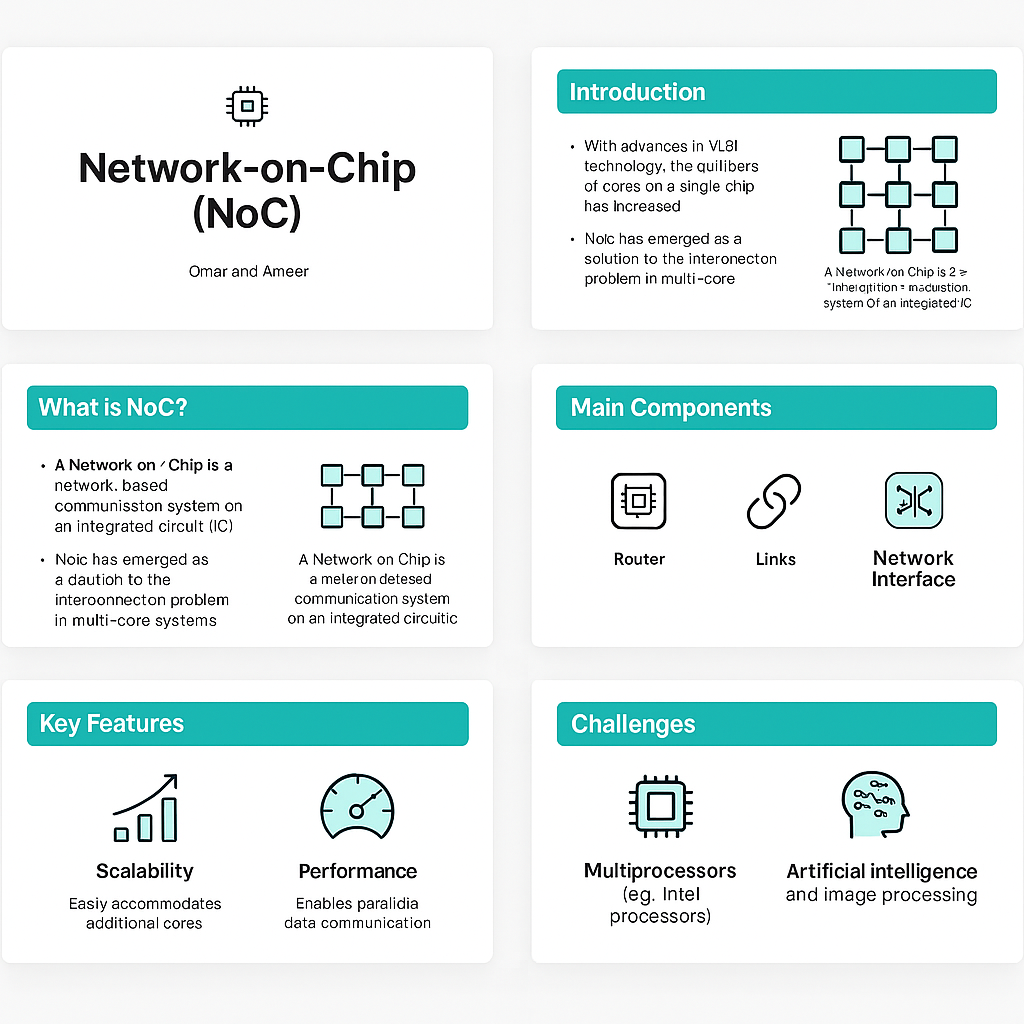 Network-on-Chip
(NoC)
Omar and Ameer
Introduction
• With advances in VL8I
technology, the quilibers
of cores on a single chip
has increased
• Nolc has emerged as a
solution to the interonecton
problem in multi-core
A Network/on Chip is 2
system Of an integiated IC
What is NoC?
• A Network on ⁄ Chip is a
network. based
communisston system on
an integrated circult (IC)
• Noic has emerged as
a dautioh to the
interoonnecton problem
in multi-core systems
A Network on Chip is
a meleron detesed
communication system
on an integrated circuitic
Main Components
Router
Links
Network
Interface
Key Features
Scalability
Easiy accommodates
additional cores
Performance
Enables paralidia
data communication
Challenges
Multiprocessors
(eg. Intel
processors)
Artificial intelligence
and image processing